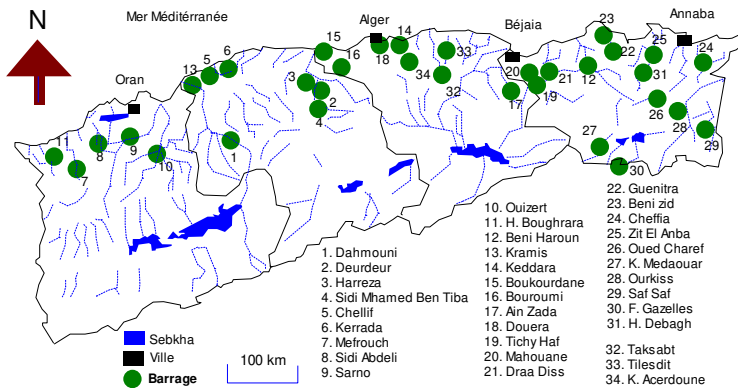 N
Mer Méditérranée
Alger
Béjaia
Annaba
Oran
15
14
23
6
5
16
18
33
22
25
24
13
3
34
20
21
12
31
2
32
17
19
4
26
28
11
8
9
10
1
27
29
7
30
1. Dahmouni
2. Deurdeur
3. Harreza
4. Sidi Mhamed Ben Tiba
5. Chellif
6. Kerrada
7. Mefrouch
8. Sidi Abdeli
9. Sarno
10. Ouizert
11. H. Boughrara
12. Beni Haroun
13. Kramis
14. Keddara
15. Boukourdane
16. Bouroumi
17. Ain Zada
18. Douera
19. Tichy Haf
20. Mahouane
21. Draa Diss
22. Guenitra
23. Beni zid
24. Cheffia
25. Zit El Anba
26. Oued Charef
27. K. Medaouar
28. Ourkiss
29. Saf Saf
30. F. Gazelles
31. H. Debagh
32. Taksabt
33. Tilesdit
34. K. Acerdoune
Sebkha
Ville
Barrage
100 km